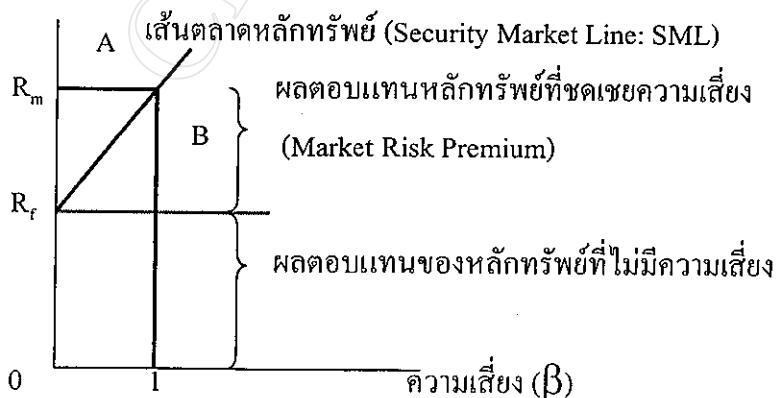 A
เส้นตลาดหลักทรัพย์ (Security Market Line: SML)
R_m
ผลตอบแทนหลักทรัพย์ที่ชดเชยความเสี่ยง
B
(Market Risk Premium)
R_f
ผลตอบแทนของหลักทรัพย์ที่ไม่มีความเสี่ยง
0 1 ความเสี่ยง (β)